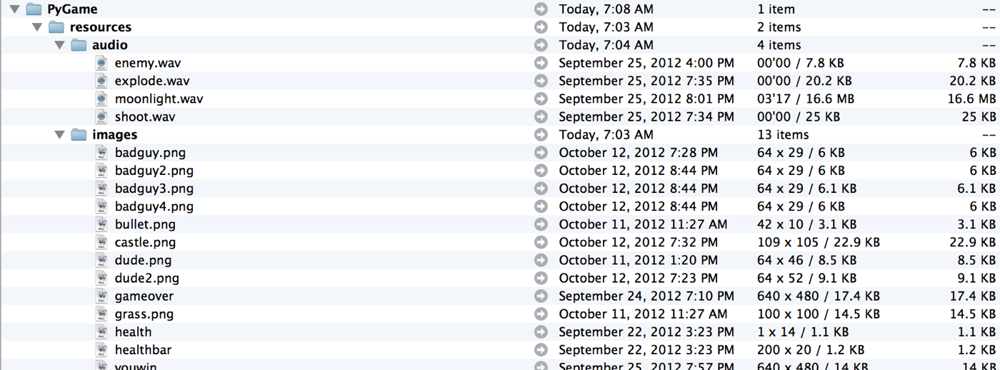 PyGame Today, 7:08 AM 1 item --
resources Today, 7:03 AM 2 items --
audio Today, 7:04 AM 4 items --
enemy.wav September 25, 2012 4:00 PM 00'00 / 7.8 KB 7.8 KB
explode.wav September 25, 2012 7:35 PM 00'00 / 20.2 KB 20.2 KB
moonlight.wav September 25, 2012 8:01 PM 03'17 / 16.6 MB 16.6 MB
shoot.wav September 25, 2012 7:34 PM 00'00 / 25 KB 25 KB
images Today, 7:03 AM 13 items --
badguy.png October 12, 2012 7:28 PM 64 x 29 / 6 KB 6 KB
badguy2.png October 12, 2012 8:44 PM 64 x 29 / 6 KB 6 KB
badguy3.png October 12, 2012 8:44 PM 64 x 29 / 6.1 KB 6.1 KB
badguy4.png October 12, 2012 8:44 PM 64 x 29 / 6 KB 6 KB
bullet.png October 11, 2012 11:27 AM 42 x 10 / 3.1 KB 3.1 KB
castle.png October 12, 2012 7:32 PM 109 x 105 / 22.9 KB 22.9 KB
dude.png October 11, 2012 1:20 PM 64 x 46 / 8.5 KB 8.5 KB
dude2.png October 12, 2012 7:23 PM 64 x 52 / 9.1 KB 9.1 KB
gameover September 24, 2012 7:10 PM 640 x 480 / 17.4 KB 17.4 KB
grass.png October 11, 2012 11:27 AM 100 x 100 / 14.5 KB 14.5 KB
health September 22, 2012 3:23 PM 1 x 14 / 1.1 KB 1.1 KB
healthbar September 22, 2012 3:23 PM 200 x 20 / 1.2 KB 1.2 KB
youwin September 25, 2012 7:57 PM 640 x 480 / 14 KB 14 KB